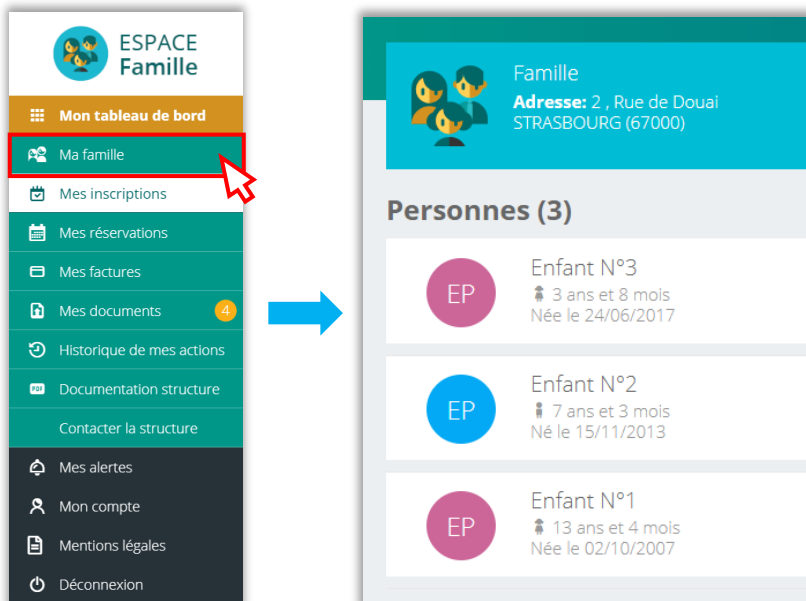 ESPACE
Famille
Mon tableau de bord
Ma famille
Mes inscriptions
Mes réservations
Mes factures
Mes documents 4
Historique de mes actions
PDF Documentation structure
Contacter la structure
Mes alertes
Mon compte
Mentions légales
Déconnexion
Famille
Adresse: 2 , Rue de Douai
STRASBOURG (67000)
Personnes (3)
EP
Enfant N°3
3 ans et 8 mois
Née le 24/06/2017
EP
Enfant N°2
7 ans et 3 mois
Né le 15/11/2013
EP
Enfant N°1
13 ans et 4 mois
Née le 02/10/2007